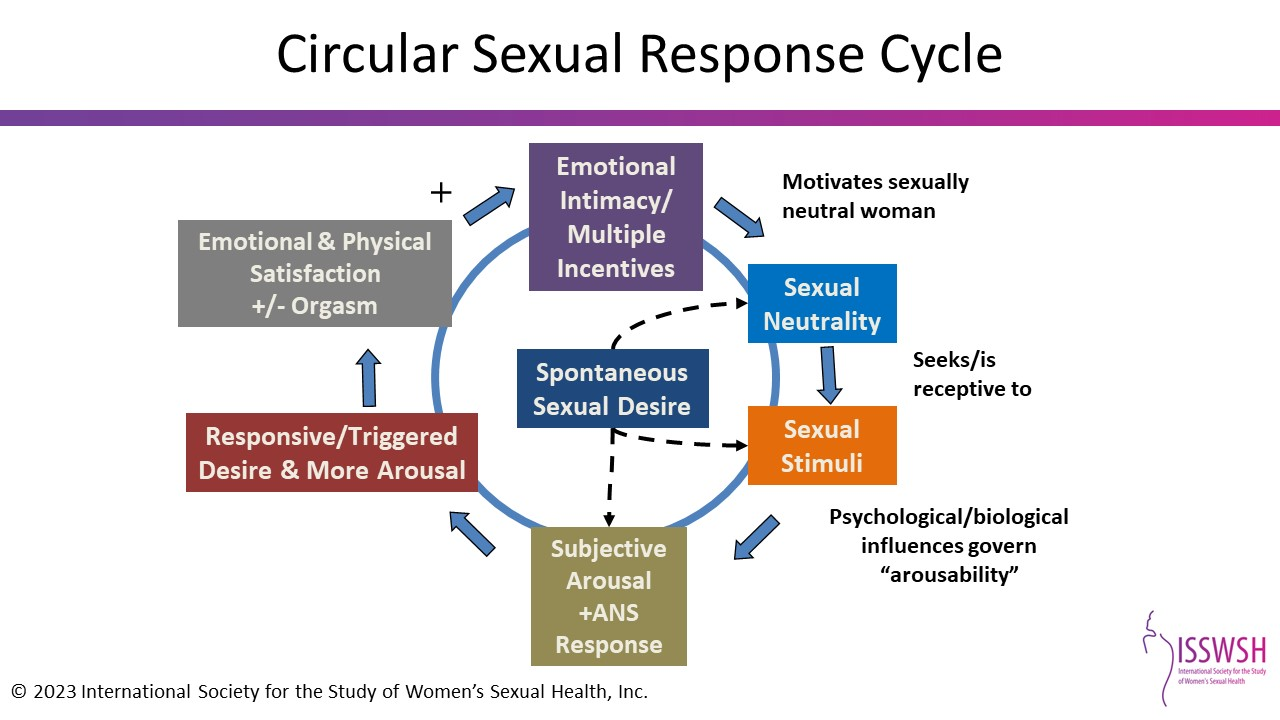 Circular Sexual Response Cycle
+
Emotional
Intimacy/
Multiple
Incentives
Motivates sexually
neutral woman
Emotional & Physical
Satisfaction
+/- Orgasm
Sexual
Neutrality
Spontaneous
Sexual Desire
Seeks/is
receptive to
Responsive/Triggered
Desire & More Arousal
Sexual
Stimuli
Psychological/biological
influences govern
“arousability”
Subjective
Arousal
+ANS
Response
ISSWSH
International Society for the Study
of Women's Sexual Health
© 2023 International Society for the Study of Women’s Sexual Health, Inc.